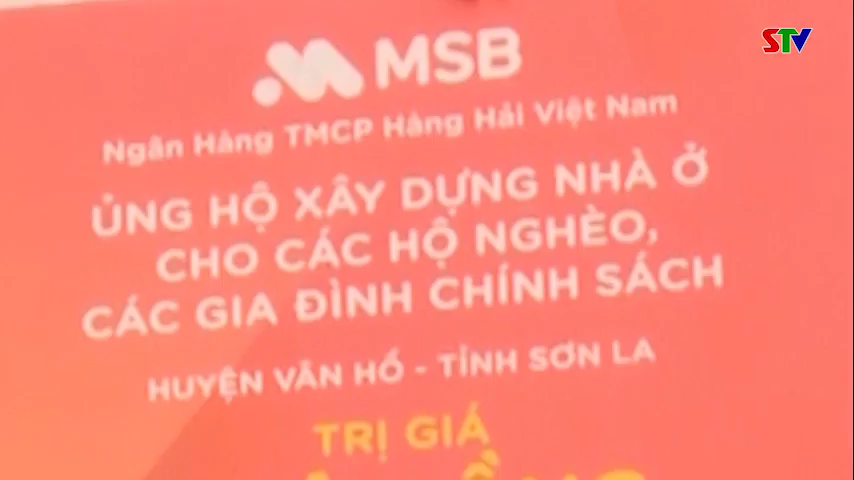 STV
MSB
Ngân Hàng TMCP Hàng Hải Việt Nam
ỦNG HỘ XÂY DỰNG NHÀ Ở
CHO CÁC HỘ NGHÈO,
CÁC GIA ĐÌNH CHÍNH SÁCH
HUYỆN VÂN HỒ - TỈNH SƠN LA
TRỊ GIÁ